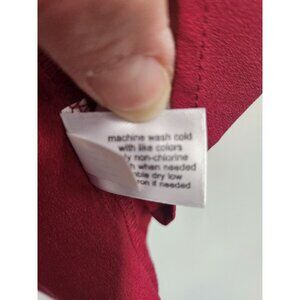 machine wash cold
with like colors
non-chlorine
when needed
dry low
if needed